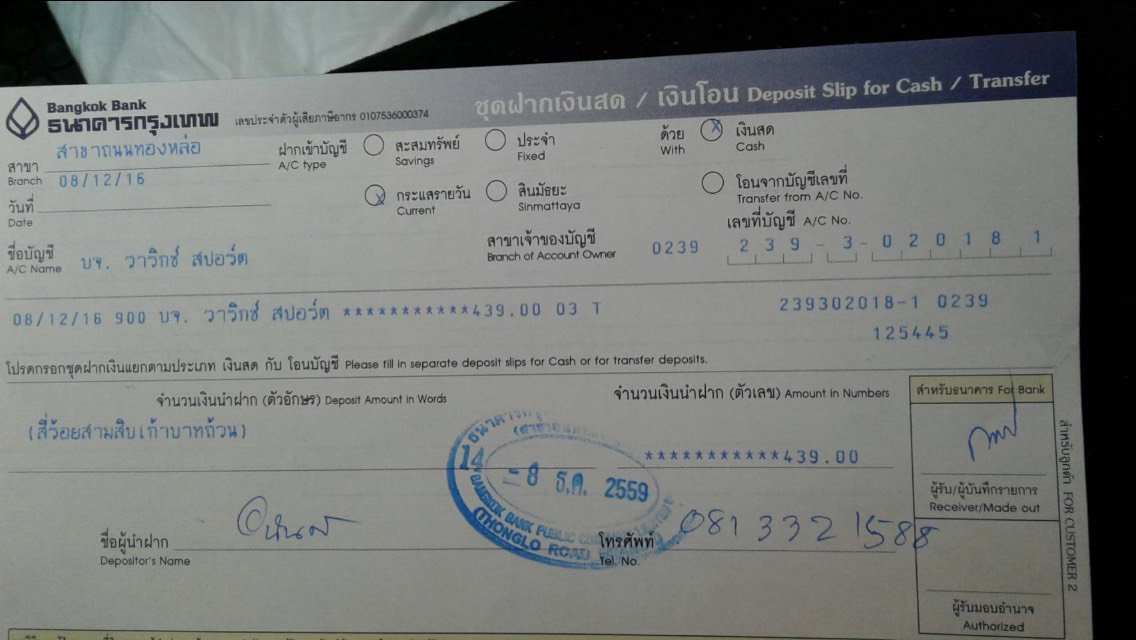 Bangkok Bank
ธนาคารกรุงเทพ เลขประจำตัวผู้เสียภาษีอากร 0107536000374
ชุดฝากเงินสด / เงินโอน Deposit Slip for Cash / Transfer
สาขา สาขาถนนทองหล่อ
Branch
08/12/16
วันที่
Date
ฝากเข้าบัญชี
A/C type
สะสมทรัพย์
Savings
ประจำ
Fixed
ด้วย
With
X เงินสด
Cash
X กระแสรายวัน
Current
สินมัธยะ
Sinmattaya
โอนจากบัญชีเลขที่
Transfer from A/C No.
ชื่อบัญชี
A/C Name
บจ. วาริกซ์ สปอร์ต
สาขาเจ้าของบัญชี
Branch of Account Owner
0239
เลขที่บัญชี A/C No.
239-3-020181
08/12/16 900 บจ. วาริกซ์ สปอร์ต ***********439.00 03 T
239302018-1 0239
125445
โปรดกรอกชุดฝากเงินแยกตามประเภท เงินสด กับ โอนบัญชี Please fill in separate deposit slips for Cash or for transfer deposits.
จำนวนเงินนำฝาก (ตัวอักษร) Deposit Amount in Words
(สี่ร้อยสามสิบเก้าบาทถ้วน)
จำนวนเงินนำฝาก (ตัวเลข) Amount in Numbers
***********439.00
14
- 8 ธ.ค. 2559
BANGKOK BANK PUBLIC
(THONGLO ROAD
สำหรับธนาคาร For Bank
ผู้รับ/ผู้บันทึกรายการ
Receiver/Made out
ผู้รับมอบอำนาจ
Authorized
ชื่อผู้นำฝาก
Depositor's Name
โทรศัพท์
Tel. No.
081 332 1588
สำหรับลูกค้า FOR CUSTOMER 2